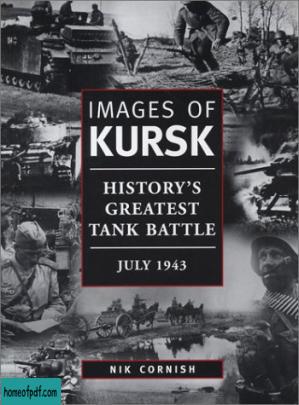 IMAGES OF
KURSK
HISTORY'S
GREATEST
TANK BATTLE
JULY 1943
NIK CORNISH
homeofpdf.com